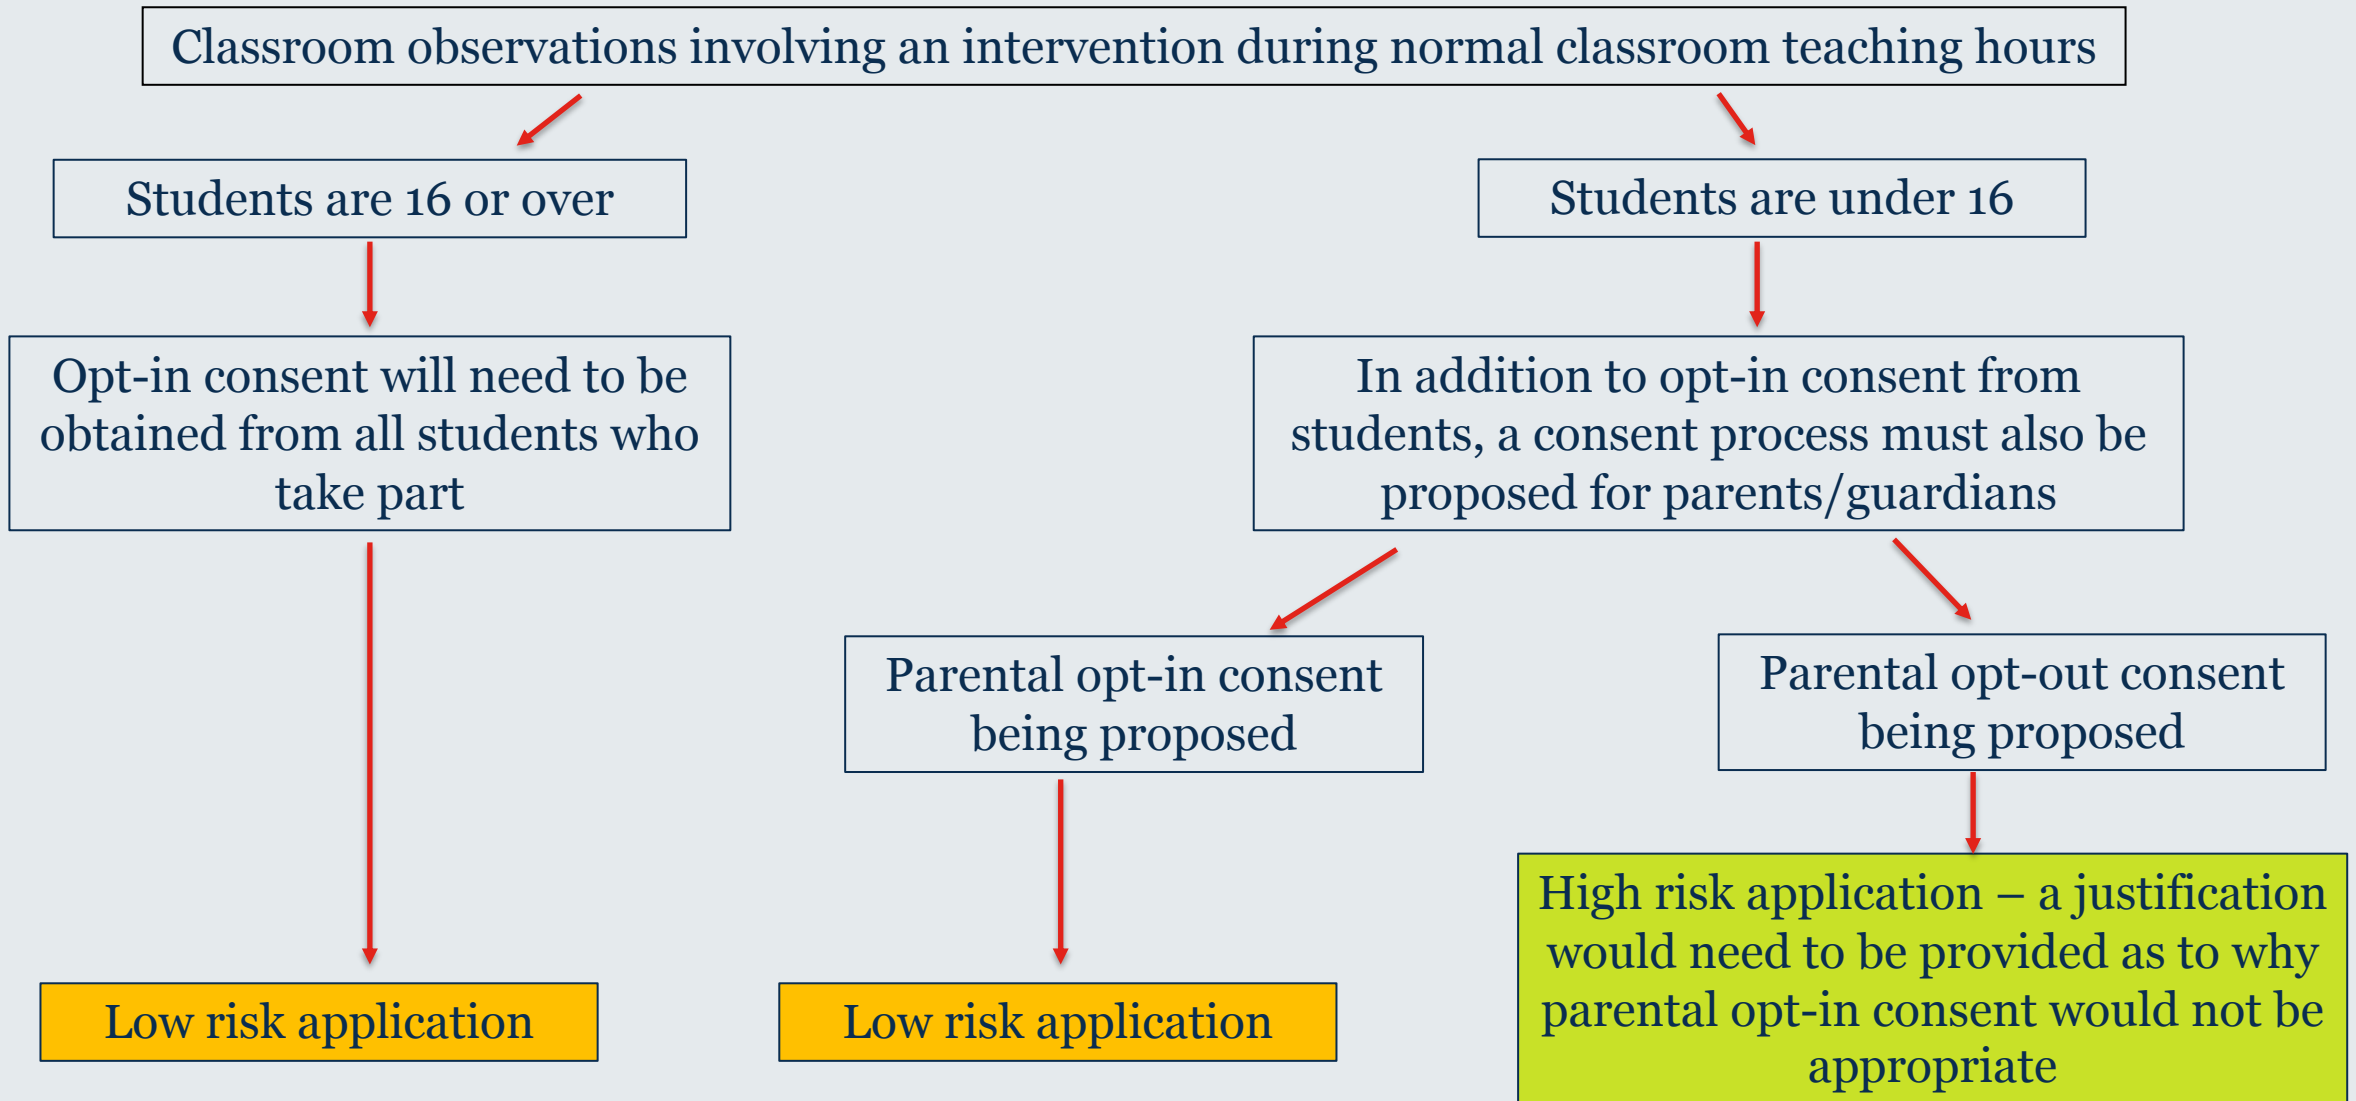 Classroom observations involving an intervention during normal classroom teaching hours
Students are 16 or over
Students are under 16
Opt-in consent will need to be
obtained from all students who
take part
In addition to opt-in consent from
students, a consent process must also be
proposed for parents/guardians
Parental opt-in consent
being proposed
Parental opt-out consent
being proposed
Low risk application
Low risk application
High risk application – a justification
would need to be provided as to why
parental opt-in consent would not be
appropriate